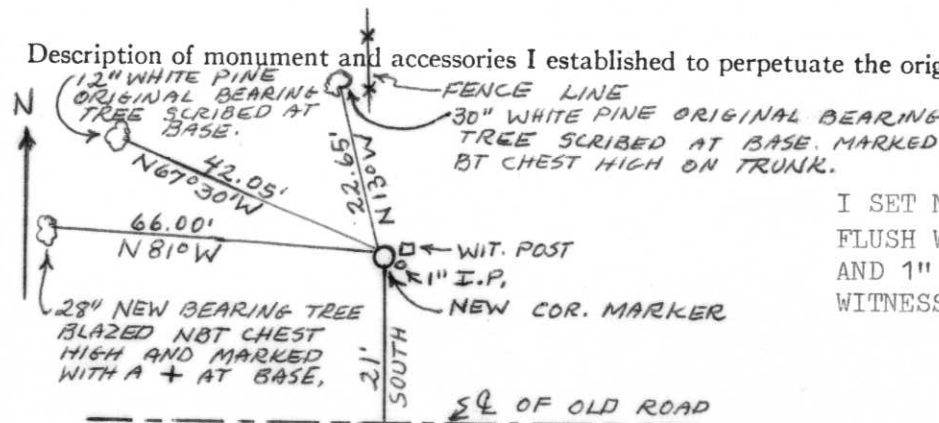 Description of monument and accessories I established to perpetuate the orig
12" WHITE PINE
ORIGINAL BEARING
TREE SCRIBED AT
BASE.
N
FENCE LINE
30" WHITE PINE ORIGINAL BEARING
TREE SCRIBED AT BASE. MARKED
BT CHEST HIGH ON TRUNK.
42.05'
N67°30'W
22.65'
N13°W
66.00'
N 81° W
I SET N
FLUSH W
AND 1"
WITNESS
WIT. POST
1" I.P.
NEW COR. MARKER
28" NEW BEARING TREE
BLAZED NBT CHEST
HIGH AND MARKED
WITH A + AT BASE,
21'
SOUTH
℄ OF OLD ROAD